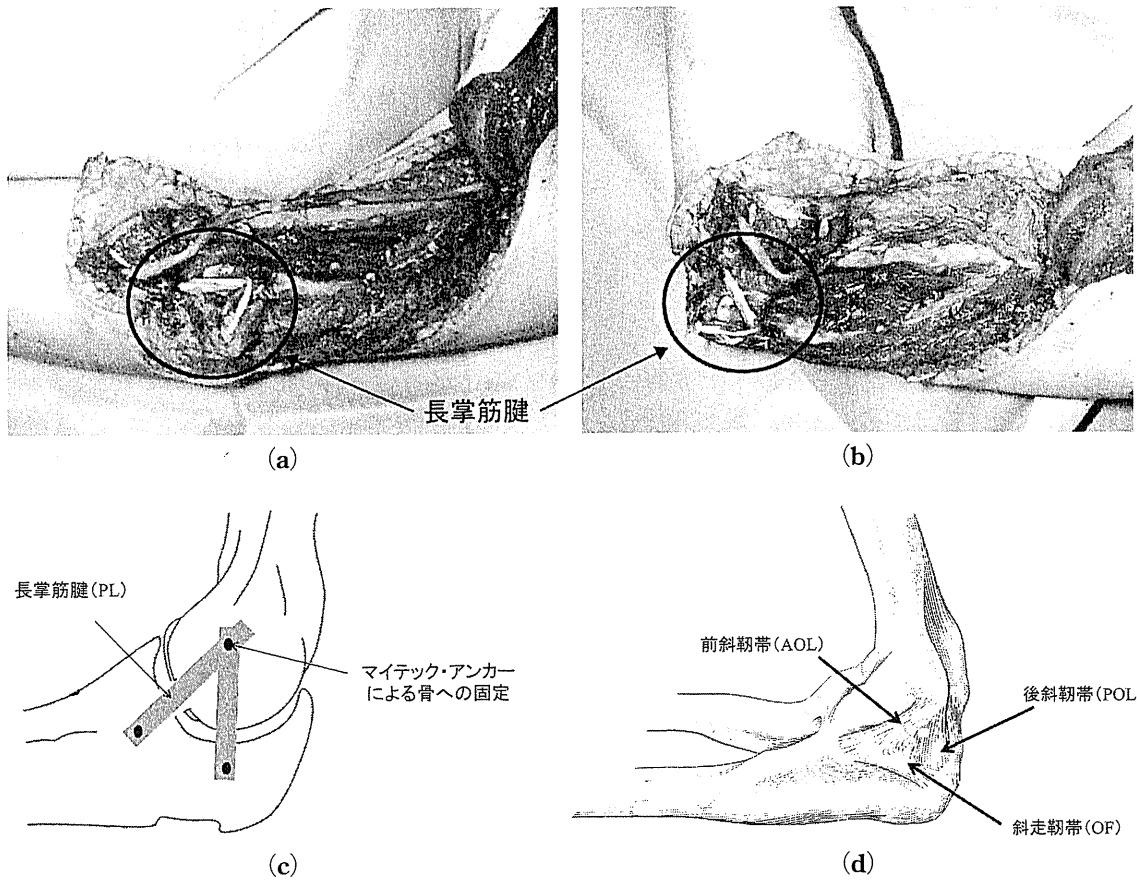 長掌筋腱
(a)
(b)
長掌筋腱(PL)
マイテック・アンカー
による骨への固定
(c)
前斜靭帯(AOL)
後斜靭帯(POL
斜走靭帯(OF)
(d)